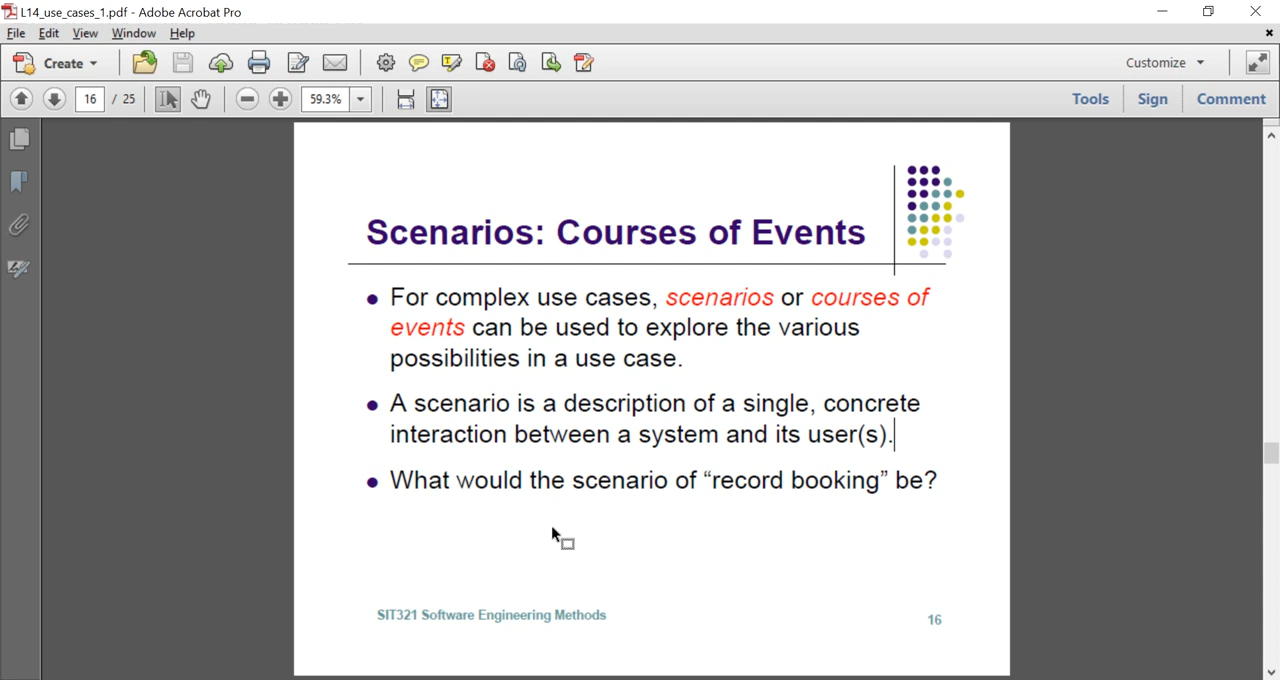 L14_use_cases_1.pdf - Adobe Acrobat Pro
File Edit View Window Help
Create Customize
16 / 25 59.3% Tools Sign Comment
Scenarios: Courses of Events
For complex use cases, scenarios or courses of
events can be used to explore the various
possibilities in a use case.
A scenario is a description of a single, concrete
interaction between a system and its user(s).
What would the scenario of “record booking” be?
SIT321 Software Engineering Methods
16